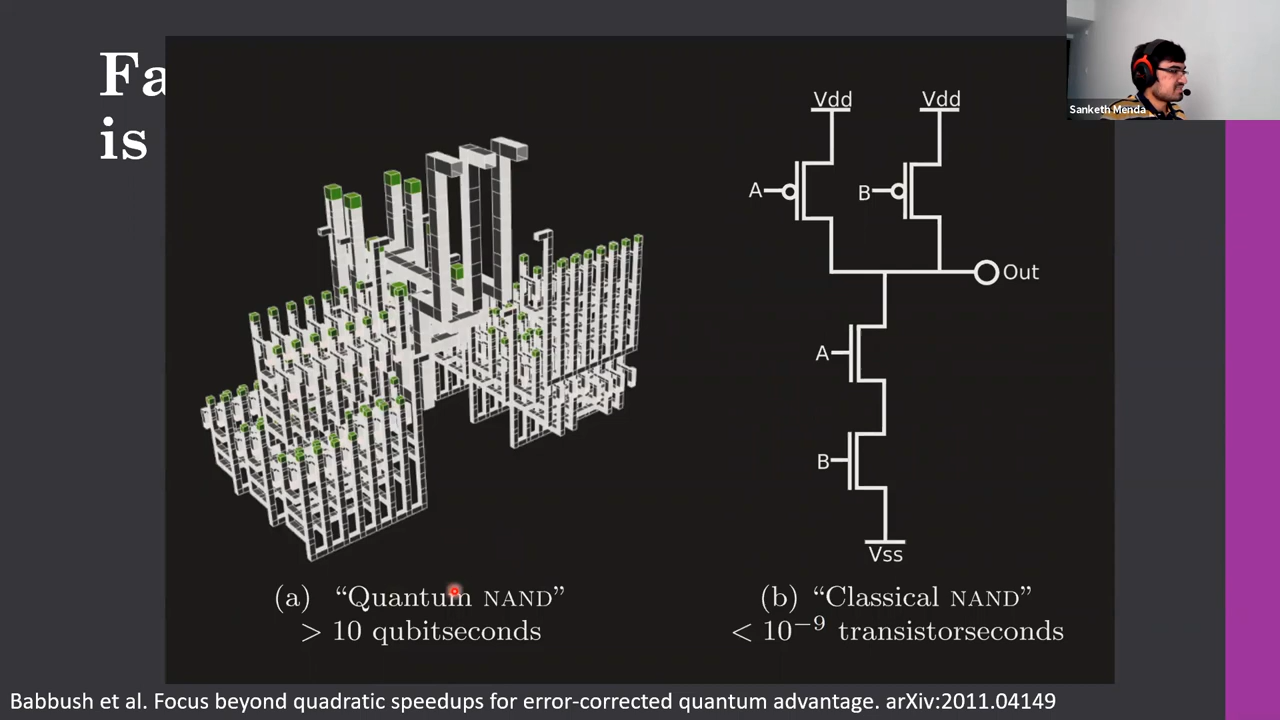 Fa
is
Sanketh Menda
Vdd
Vdd
A
B
Out
A
B
Vss
(a) “Quantum NAND”
> 10 qubitseconds
(b) “Classical NAND”
< 10⁻⁹ transistorseconds
Babbush et al. Focus beyond quadratic speedups for error-corrected quantum advantage. arXiv:2011.04149